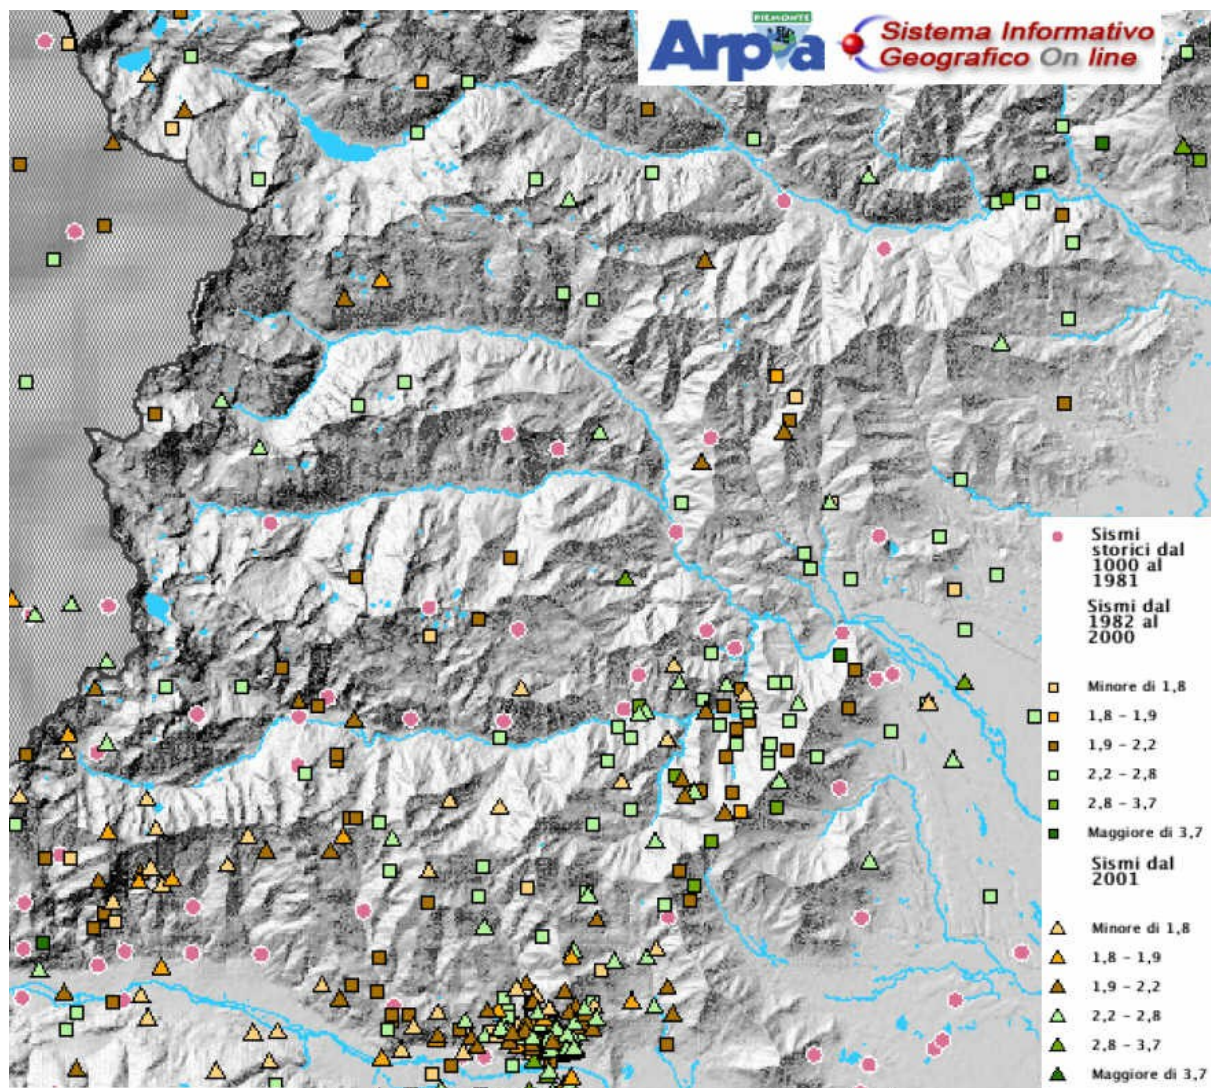 PIEMONTE
Arpa
Sistema Informativo
Geografico On line
Sismi
storici dal
1000 al
1981
Sismi dal
1982 al
2000
Minore di 1,8
1,8 - 1,9
1,9 - 2,2
2,2 - 2,8
2,8 - 3,7
Maggiore di 3,7
Sismi dal
2001
Minore di 1,8
1,8 - 1,9
1,9 - 2,2
2,2 - 2,8
2,8 - 3,7
Maggiore di 3,7